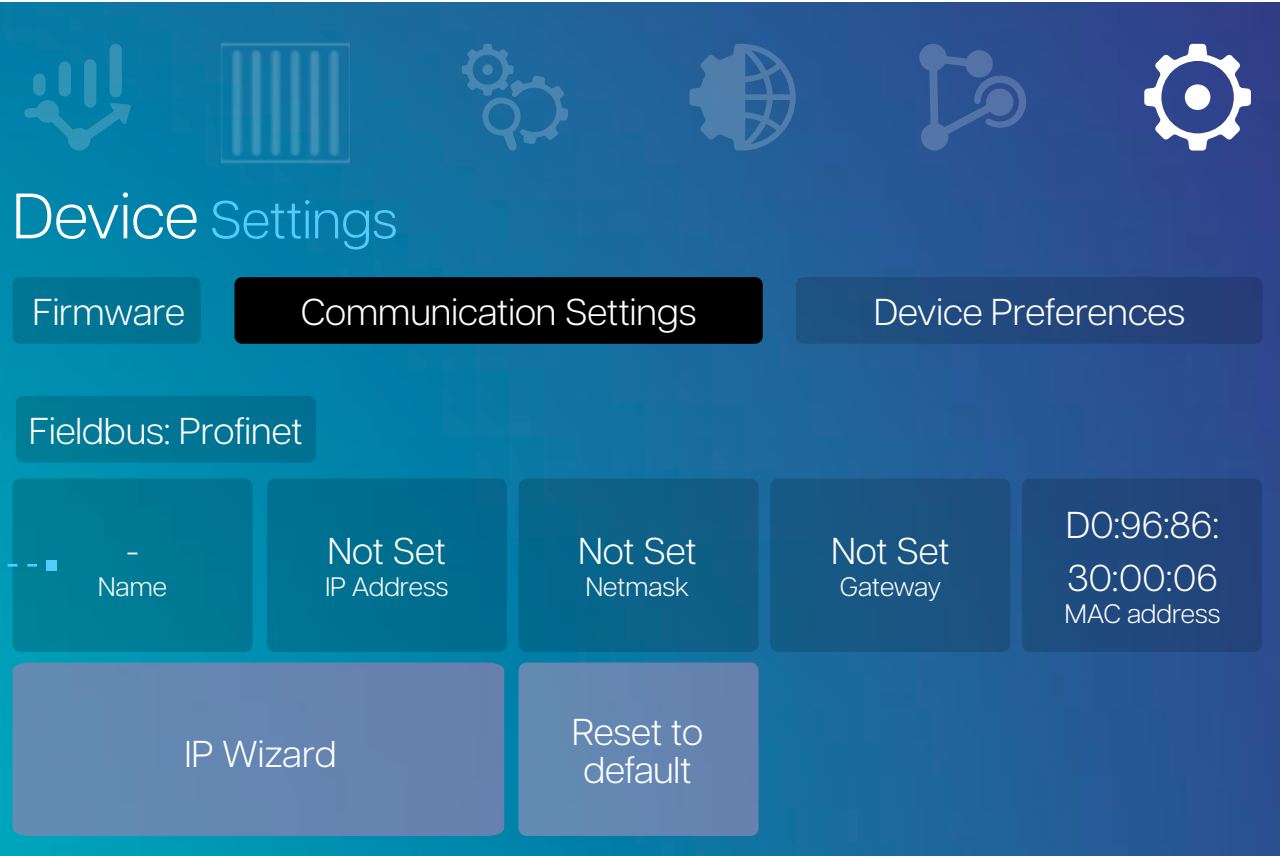 Device Settings
Firmware
Communication Settings
Device Preferences
Fieldbus: Profinet
-
Name
Not Set
IP Address
Not Set
Netmask
Not Set
Gateway
D0:96:86:
30:00:06
MAC address
IP Wizard
Reset to
default